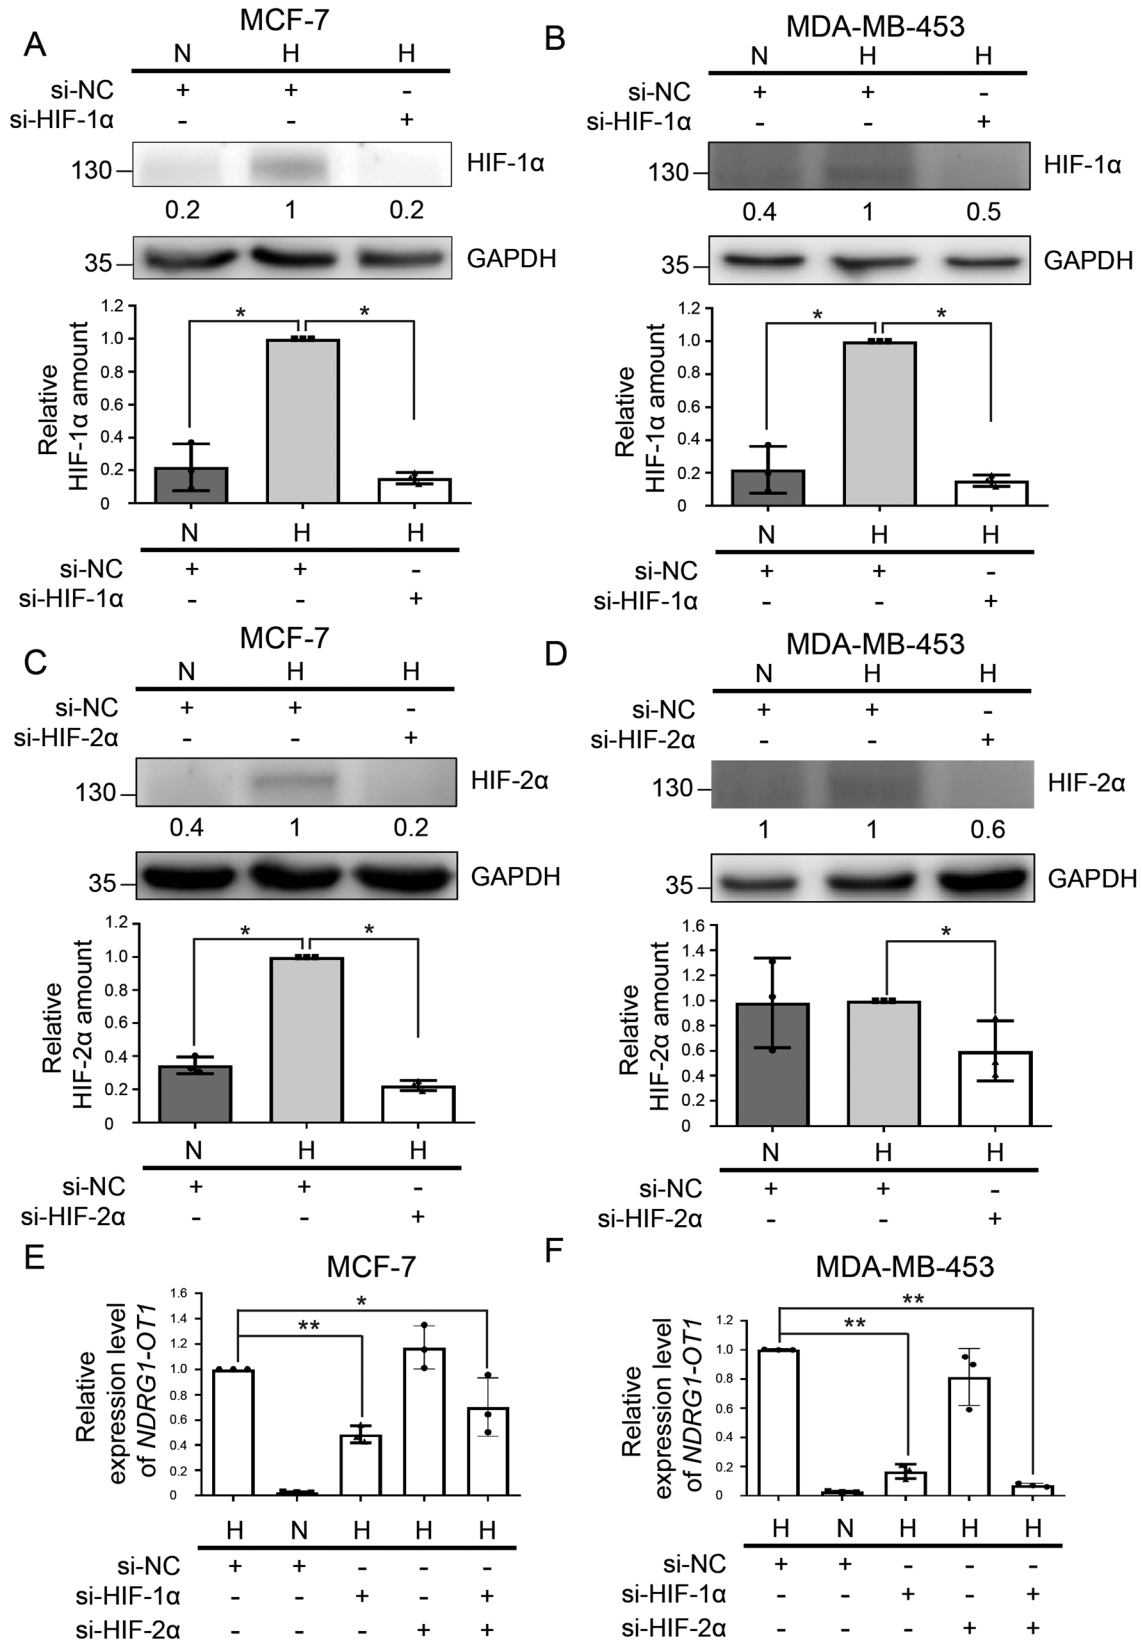 A
MCF-7
N H H
si-NC + + -
si-HIF-1α - - +
130 HIF-1α
0.2 1 0.2
35 GAPDH
Relative
HIF-1α amount
1.2
1.0
0.8
0.6
0.4
0.2
0
* *
N H H
si-NC + + -
si-HIF-1α - - +
B
MDA-MB-453
N H H
si-NC + + -
si-HIF-1α - - +
130 HIF-1α
0.4 1 0.5
35 GAPDH
Relative
HIF-1α amount
1.2
1.0
0.8
0.6
0.4
0.2
0
* *
N H H
si-NC + + -
si-HIF-1α - - +
C
MCF-7
N H H
si-NC + + -
si-HIF-2α - - +
130 HIF-2α
0.4 1 0.2
35 GAPDH
Relative
HIF-2α amount
1.2
1.0
0.8
0.6
0.4
0.2
0
* *
N H H
si-NC + + -
si-HIF-2α - - +
D
MDA-MB-453
N H H
si-NC + + -
si-HIF-2α - - +
130 HIF-2α
1 1 0.6
35 GAPDH
Relative
HIF-2α amount
1.6
1.4
1.2
1.0
0.8
0.6
0.4
0.2
0
*
N H H
si-NC + + -
si-HIF-2α - - +
E
MCF-7
Relative
expression level
of NDRG1-OT1
1.6
1.4
1.2
1.0
0.8
0.6
0.4
0.2
0
*
**
H N H H H
si-NC + + - - -
si-HIF-1α - - + - +
si-HIF-2α - - - + +
F
MDA-MB-453
Relative
expression level
of NDRG1-OT1
1.2
1.0
0.8
0.6
0.4
0.2
0
**
**
H N H H H
si-NC + + - - -
si-HIF-1α - - + - +
si-HIF-2α - - - + +